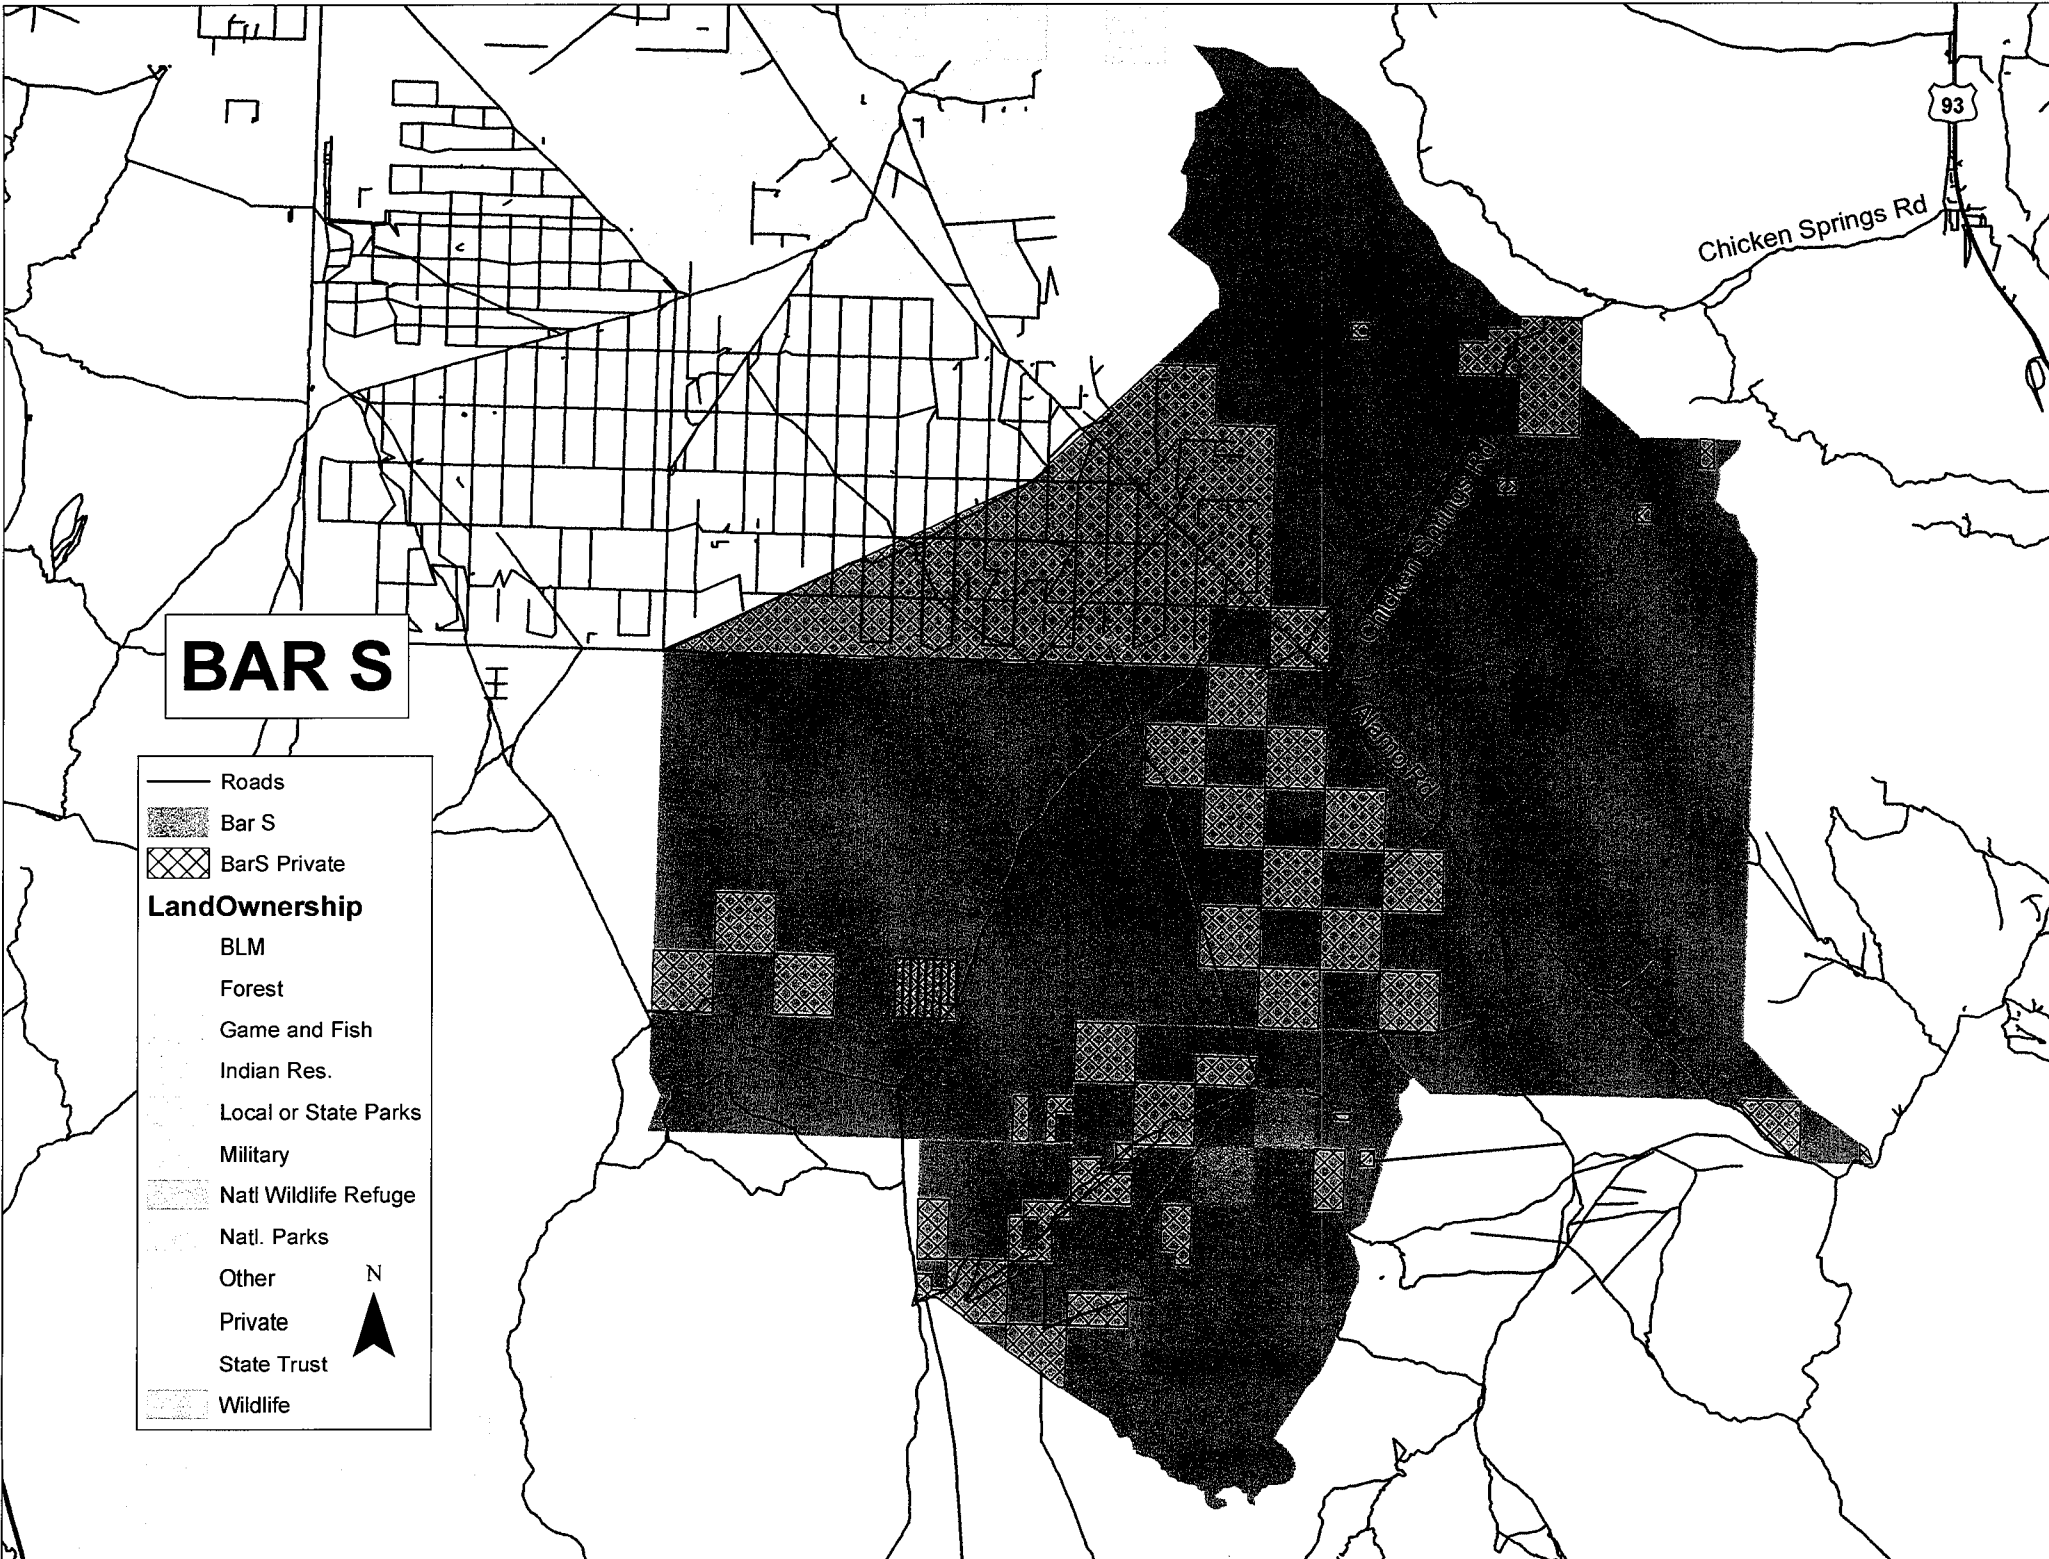 93
Chicken Springs Rd
Chicken Springs Rd
BAR S
Alamo Rd
Roads
Bar S
BarS Private
LandOwnership
BLM
Forest
Game and Fish
Indian Res.
Local or State Parks
Military
Natl Wildlife Refuge
Natl. Parks
Other
N
Private
State Trust
Wildlife